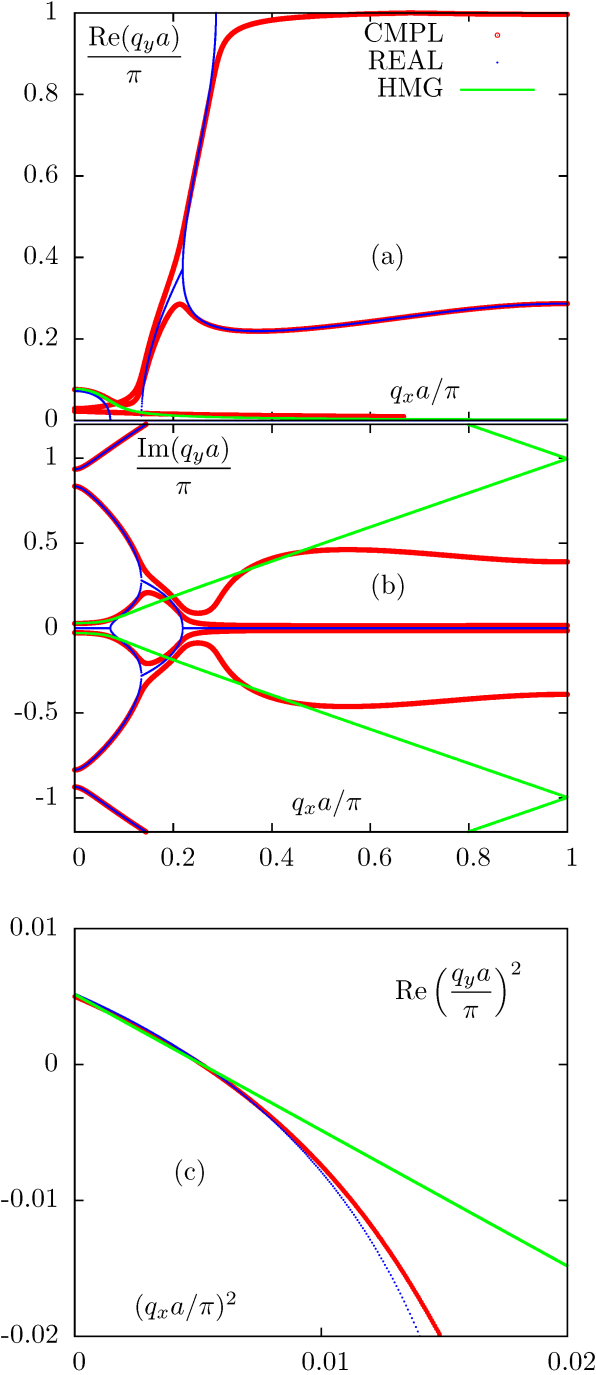 1
Re(q_y a)
π
CMPL
REAL
HMG
0.8
0.6
0.4
(a)
0.2
q_x a/π
0
1
Im(q_y a)
π
0.5
(b)
0
-0.5
-1
q_x a/π
0 0.2 0.4 0.6 0.8 1
0.01
Re (q_y a / π)^2
0
(c)
-0.01
(q_x a/π)^2
-0.02
0 0.01 0.02